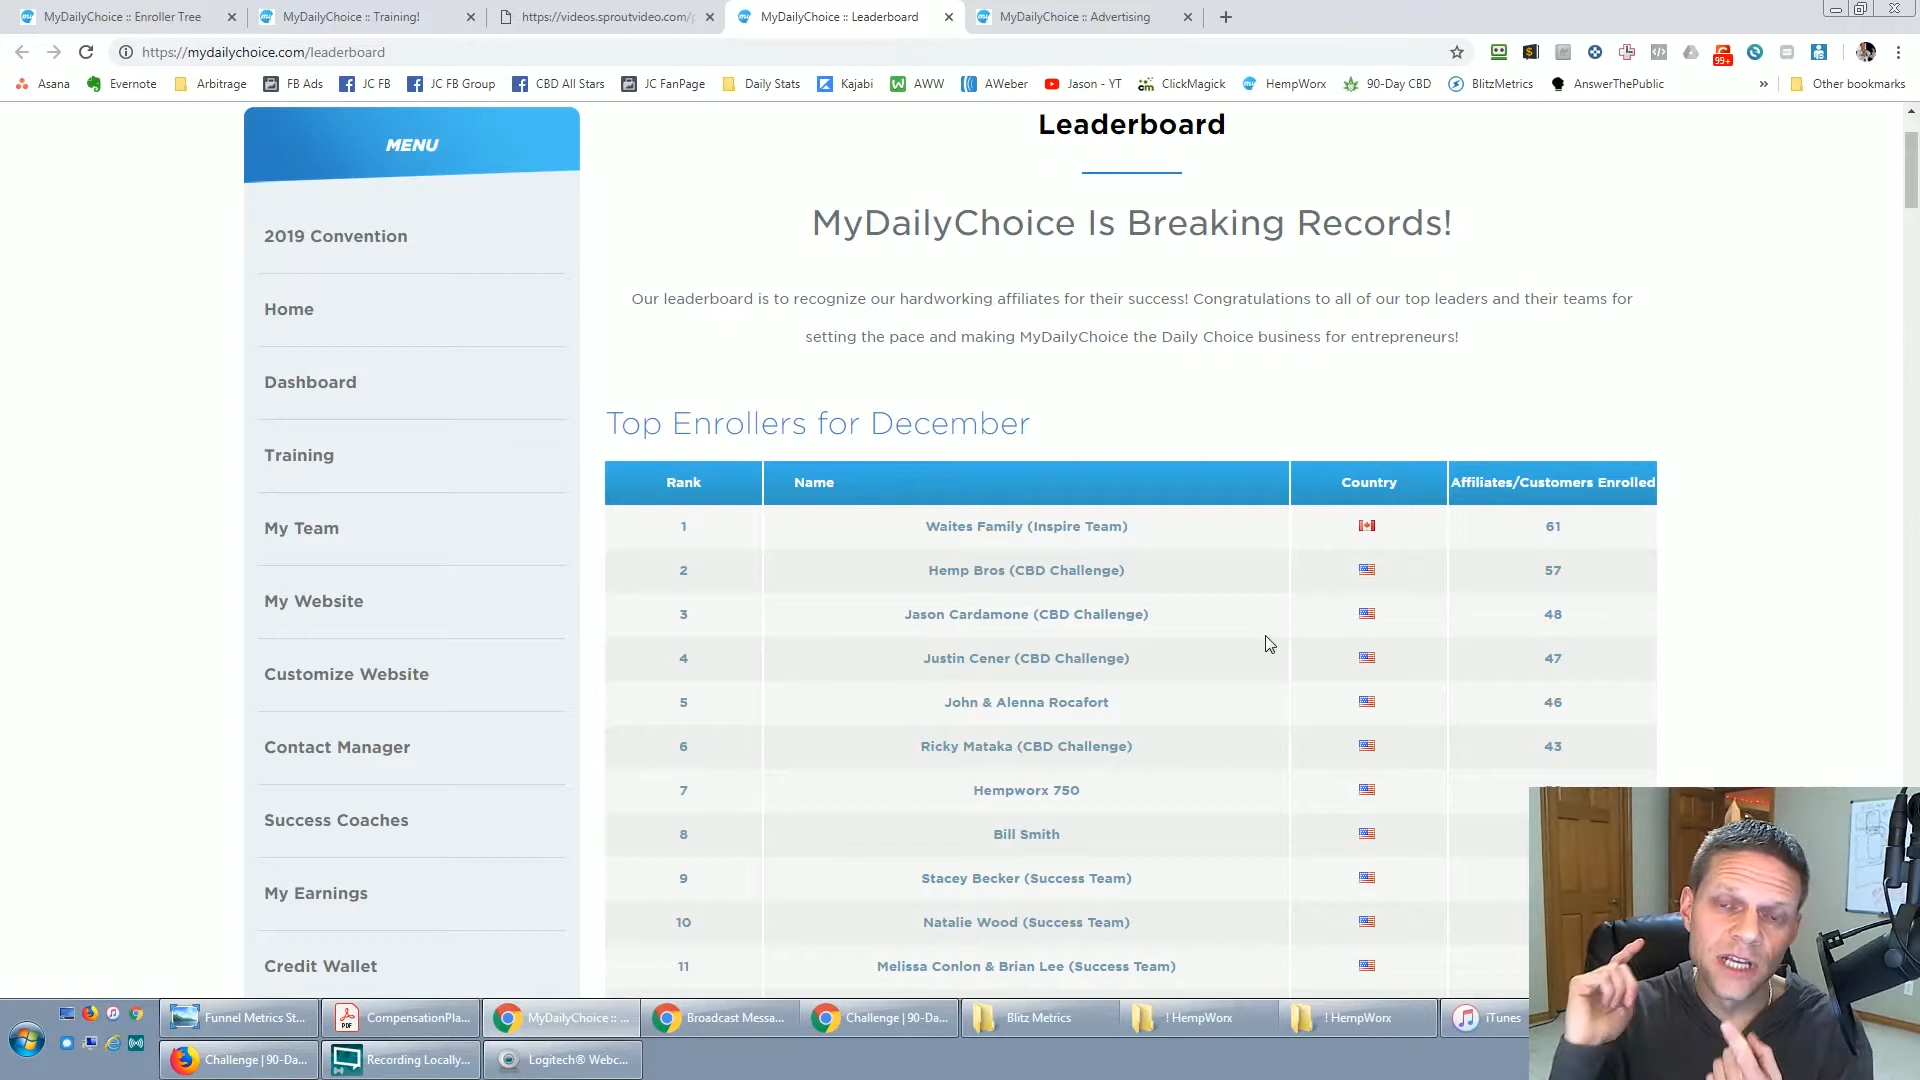 MyDailyChoice :: Enroller Tree
MyDailyChoice :: Training!
https://videos.sproutvideo.com/
MyDailyChoice :: Leaderboard
MyDailyChoice :: Advertising
https://mydailychoice.com/leaderboard
99+
Asana
Evernote
Arbitrage
FB Ads
JC FB
JC FB Group
CBD All Stars
JC FanPage
Daily Stats
Kajabi
AWW
AWeber
Jason - YT
ClickMagick
HempWorx
90-Day CBD
BlitzMetrics
AnswerThePublic
»
Other bookmarks
MENU
2019 Convention
Home
Dashboard
Training
My Team
My Website
Customize Website
Contact Manager
Success Coaches
My Earnings
Credit Wallet
Leaderboard
MyDailyChoice Is Breaking Records!
Our leaderboard is to recognize our hardworking affiliates for their success! Congratulations to all of our top leaders and their teams for
setting the pace and making MyDailyChoice the Daily Choice business for entrepreneurs!
Top Enrollers for December
Rank Name Country Affiliates/Customers Enrolled
1 Waites Family (Inspire Team) 61
2 Hemp Bros (CBD Challenge) 57
3 Jason Cardamone (CBD Challenge) 48
4 Justin Cener (CBD Challenge) 47
5 John & Alenna Rocafort 46
6 Ricky Mataka (CBD Challenge) 43
7 Hempworx 750
8 Bill Smith
9 Stacey Becker (Success Team)
10 Natalie Wood (Success Team)
11 Melissa Conlon & Brian Lee (Success Team)
Funnel Metrics St...
CompensationPla...
MyDailyChoice :: ...
Broadcast Messa...
Challenge | 90-Da...
Blitz Metrics
! HempWorx
! HempWorx
iTunes
Challenge | 90-Da...
Recording Locally...
Logitech® Webc...